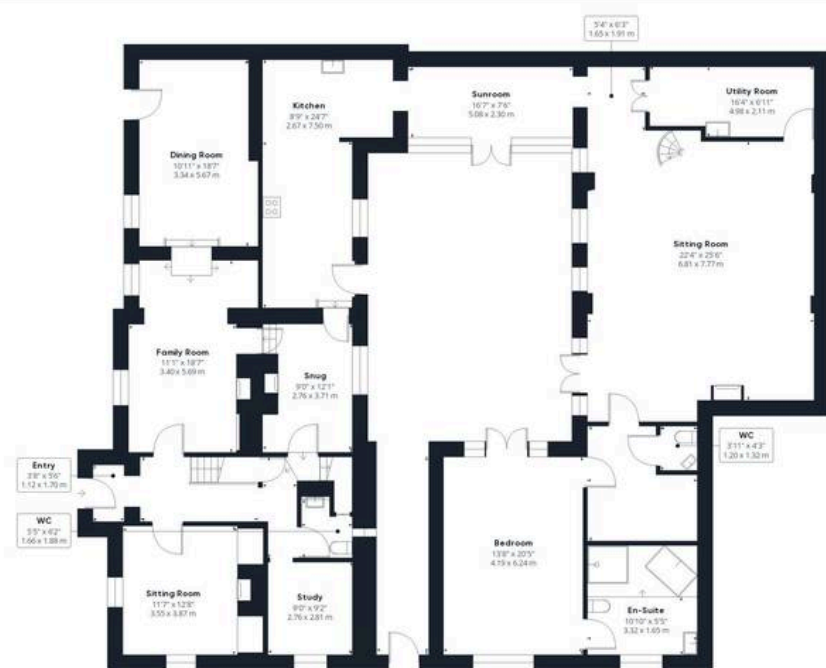 5'4" x 6'3"
1.65 x 1.91 m
Utility Room
16'4" x 6'11"
4.98 x 2.11 m
Sunroom
16'7" x 7'6"
5.08 x 2.30 m
Kitchen
8'9" x 24'7"
2.67 x 7.50 m
Dining Room
10'11" x 18'7"
3.34 x 5.67 m
Sitting Room
22'4" x 25'6"
6.81 x 7.77 m
Family Room
11'1" x 18'7"
3.40 x 5.69 m
Snug
9'0" x 12'1"
2.76 x 3.71 m
WC
3'11" x 4'3"
1.20 x 1.32 m
Entry
3'8" x 5'6"
1.12 x 1.70 m
WC
5'5" x 6'2"
1.66 x 1.88 m
Bedroom
13'8" x 20'5"
4.19 x 6.24 m
Sitting Room
11'7" x 12'8"
3.55 x 3.87 m
Study
9'0" x 9'2"
2.76 x 2.81 m
En-Suite
10'10" x 5'5"
3.32 x 1.65 m